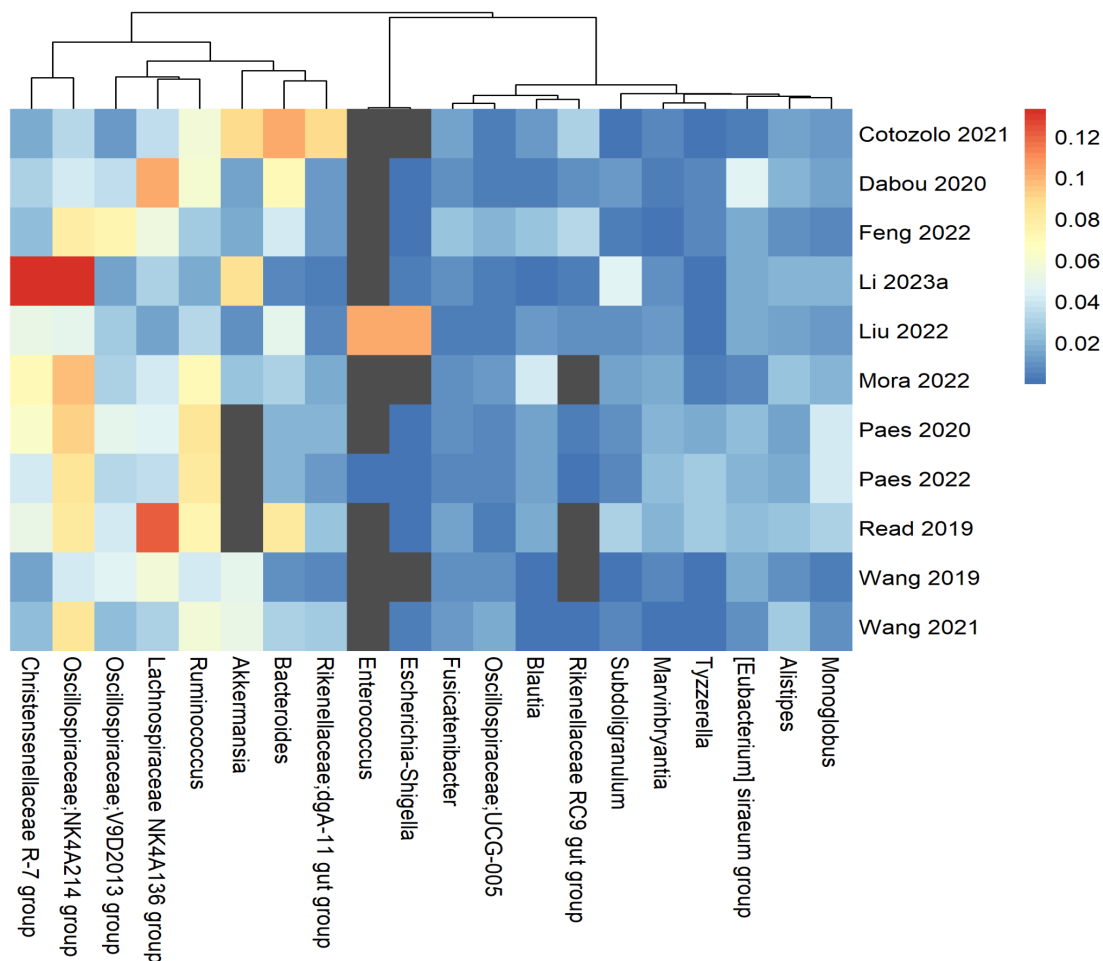 Cotozolo 2021
Dabou 2020
Feng 2022
Li 2023a
Liu 2022
Mora 2022
Paes 2020
Paes 2022
Read 2019
Wang 2019
Wang 2021
0.12
0.1
0.08
0.06
0.04
0.02
Christensenellaceae R-7 group
Oscillospiraceae;NK4A214 group
Oscillospiraceae;V9D2013 group
Lachnospiraceae NK4A136 group
Ruminococcus
Akkermansia
Bacteroides
Rikenellaceae;dgA-11 gut group
Enterococcus
Escherichia-Shigella
Fusicatenibacter
Oscillospiraceae;UCG-005
Blautia
Rikenellaceae RC9 gut group
Subdoligranulum
Marvinbryantia
Tyzzerella
[Eubacterium] siraeum group
Alistipes
Monoglobus